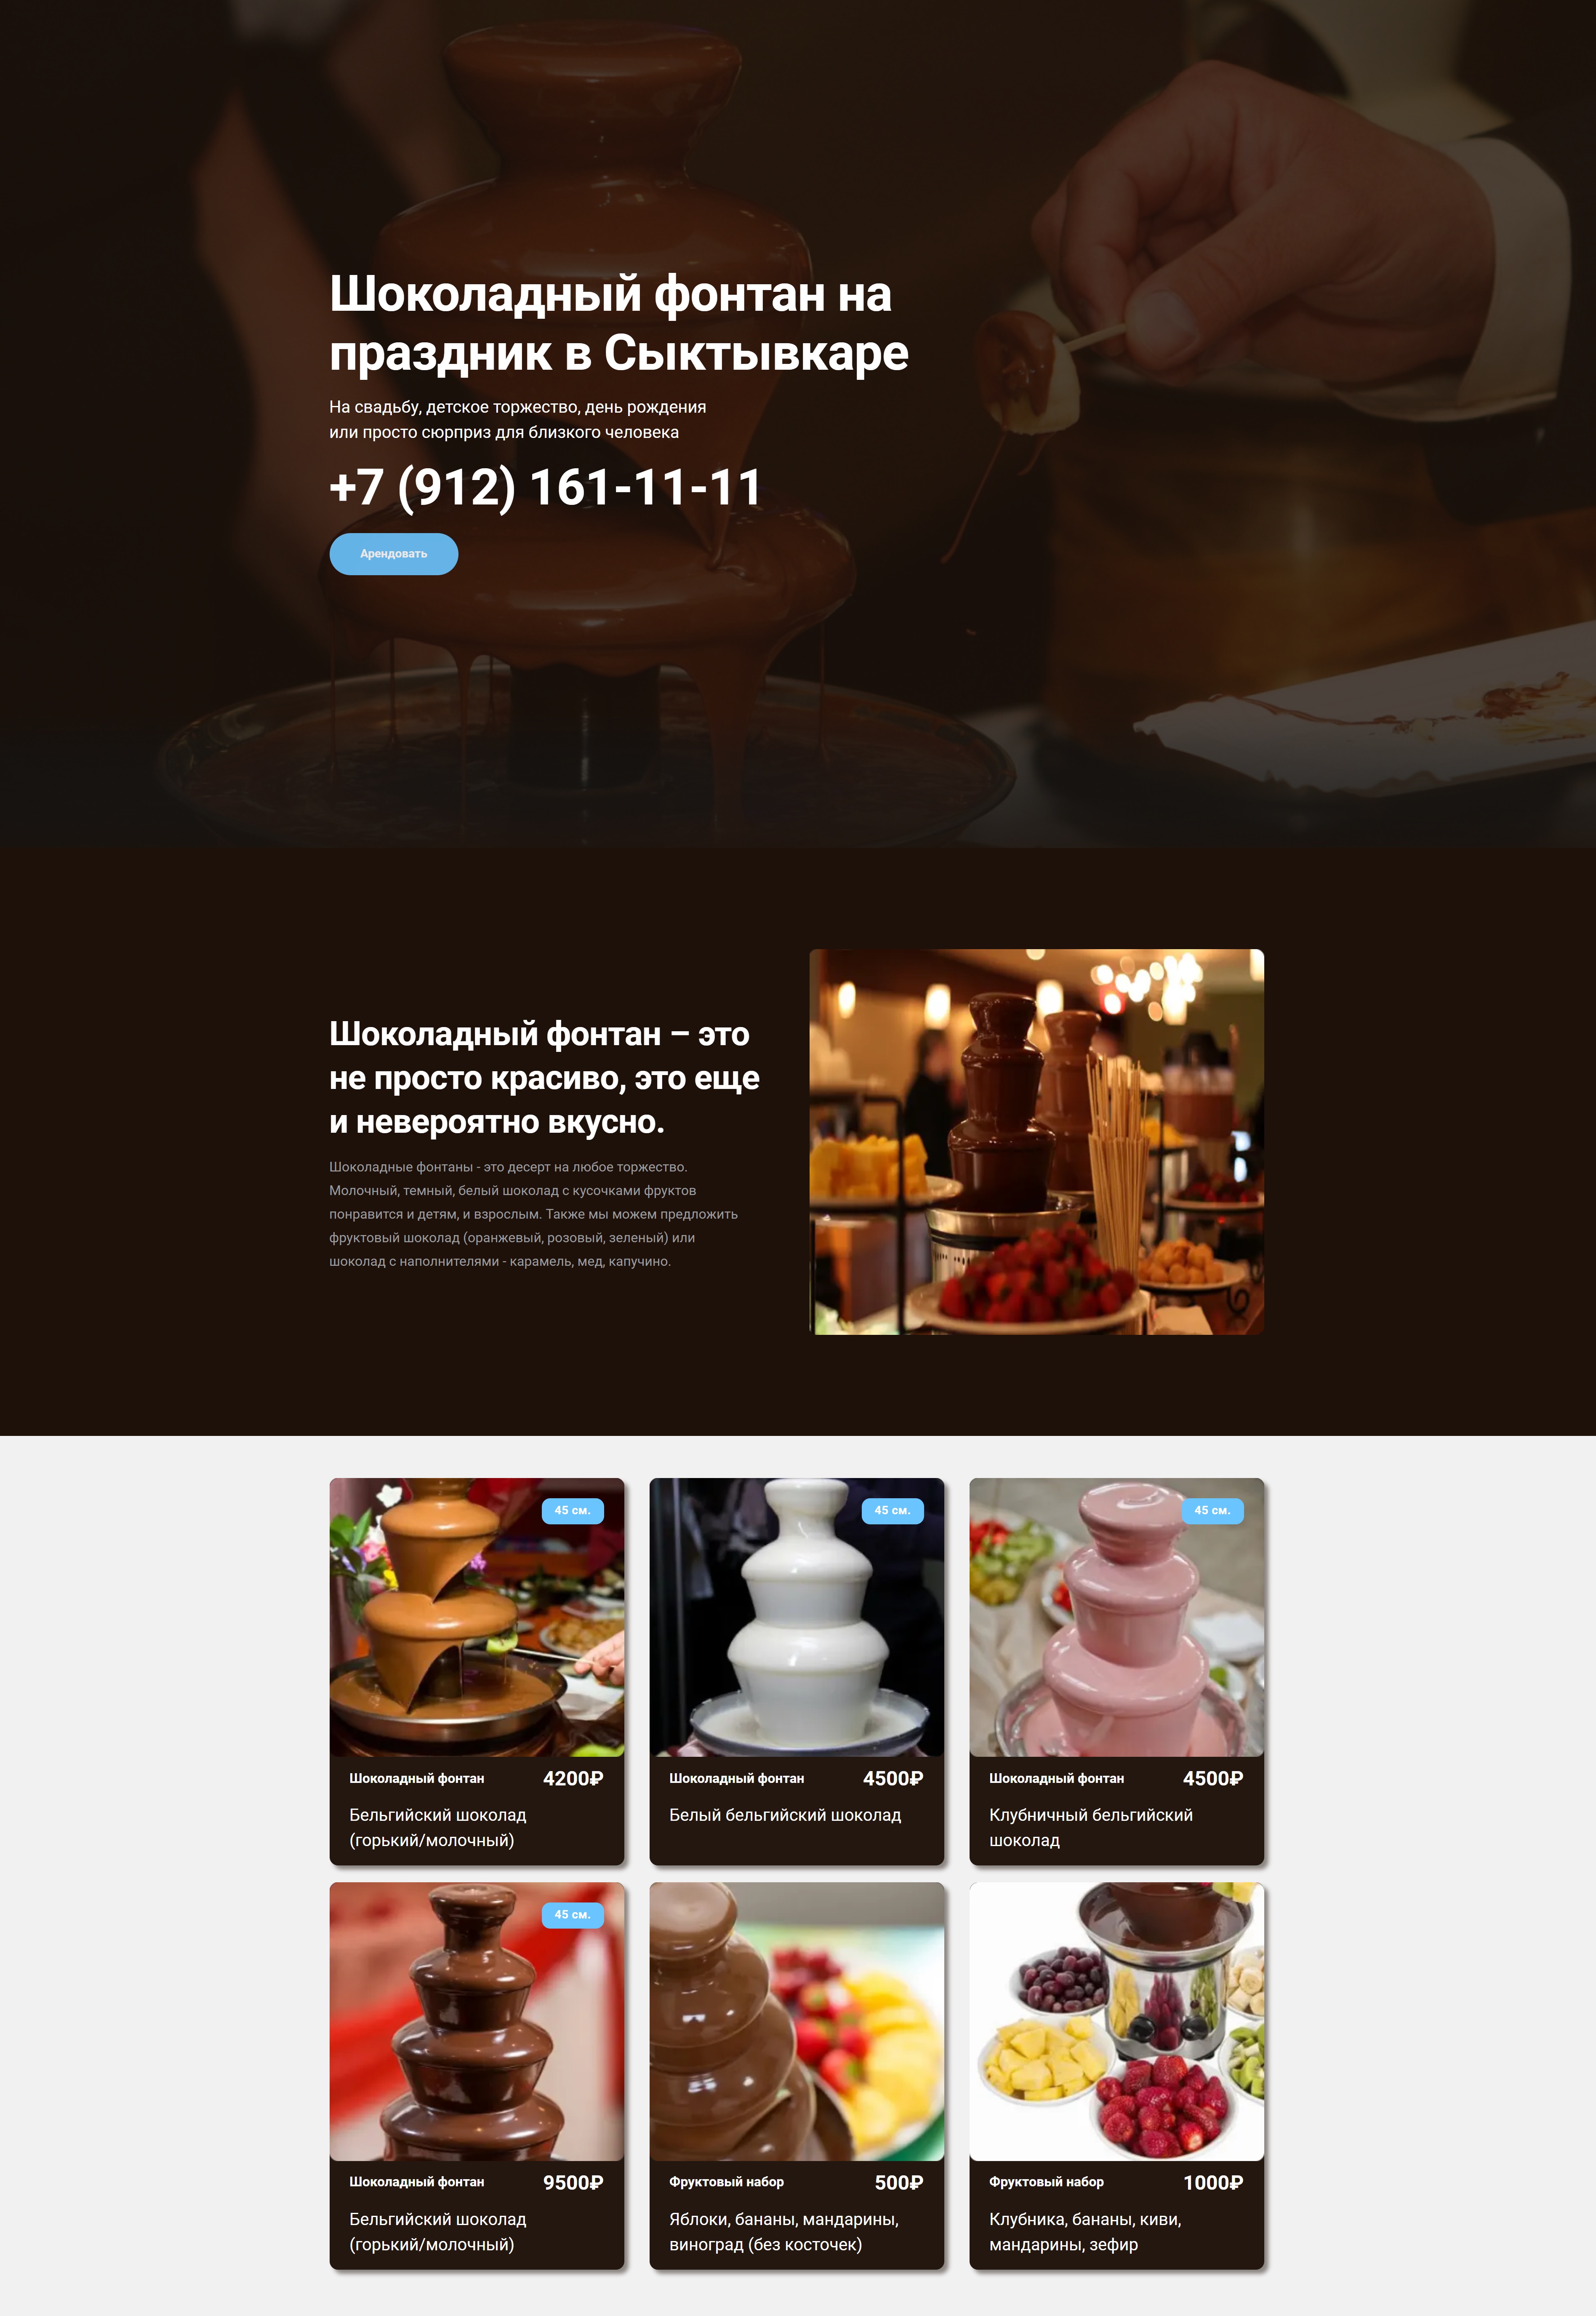 Шоколадный фонтан на
праздник в Сыктывкаре
На свадьбу, детское торжество, день рождения
или просто сюрприз для близкого человека
+7 (912) 161-11-11
Арендовать
Шоколадный фонтан – это
не просто красиво, это еще
и невероятно вкусно.
Шоколадные фонтаны - это десерт на любое торжество.
Молочный, темный, белый шоколад с кусочками фруктов
понравится и детям, и взрослым. Также мы можем предложить
фруктовый шоколад (оранжевый, розовый, зеленый) или
шоколад с наполнителями - карамель, мед, капучино.
45 см.
Шоколадный фонтан 4200₽
Бельгийский шоколад
(горький/молочный)
45 см.
Шоколадный фонтан 4500₽
Белый бельгийский шоколад
45 см.
Шоколадный фонтан 4500₽
Клубничный бельгийский
шоколад
45 см.
Шоколадный фонтан 9500₽
Бельгийский шоколад
(горький/молочный)
Фруктовый набор 500₽
Яблоки, бананы, мандарины,
виноград (без косточек)
Фруктовый набор 1000₽
Клубника, бананы, киви,
мандарины, зефир